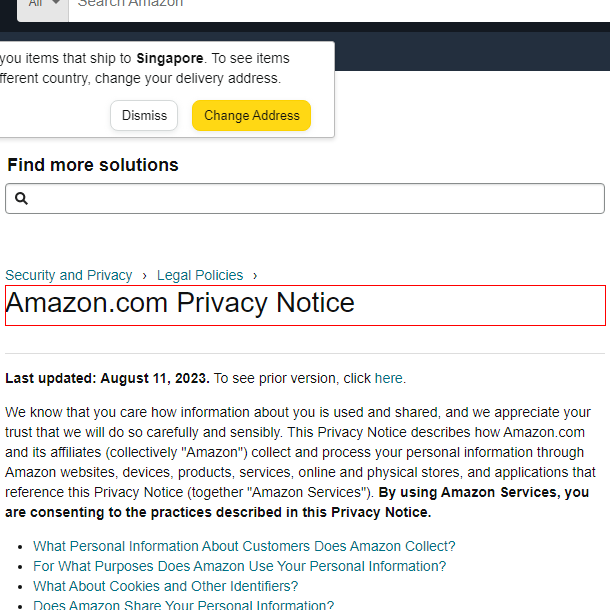 All
Search Amazon
you items that ship to Singapore. To see items
fferent country, change your delivery address.
Dismiss
Change Address
Find more solutions
Security and Privacy › Legal Policies ›
Amazon.com Privacy Notice
Last updated: August 11, 2023. To see prior version, click here.
We know that you care how information about you is used and shared, and we appreciate your
trust that we will do so carefully and sensibly. This Privacy Notice describes how Amazon.com
and its affiliates (collectively "Amazon") collect and process your personal information through
Amazon websites, devices, products, services, online and physical stores, and applications that
reference this Privacy Notice (together "Amazon Services"). By using Amazon Services, you
are consenting to the practices described in this Privacy Notice.
• What Personal Information About Customers Does Amazon Collect?
• For What Purposes Does Amazon Use Your Personal Information?
• What About Cookies and Other Identifiers?
• Does Amazon Share Your Personal Information?